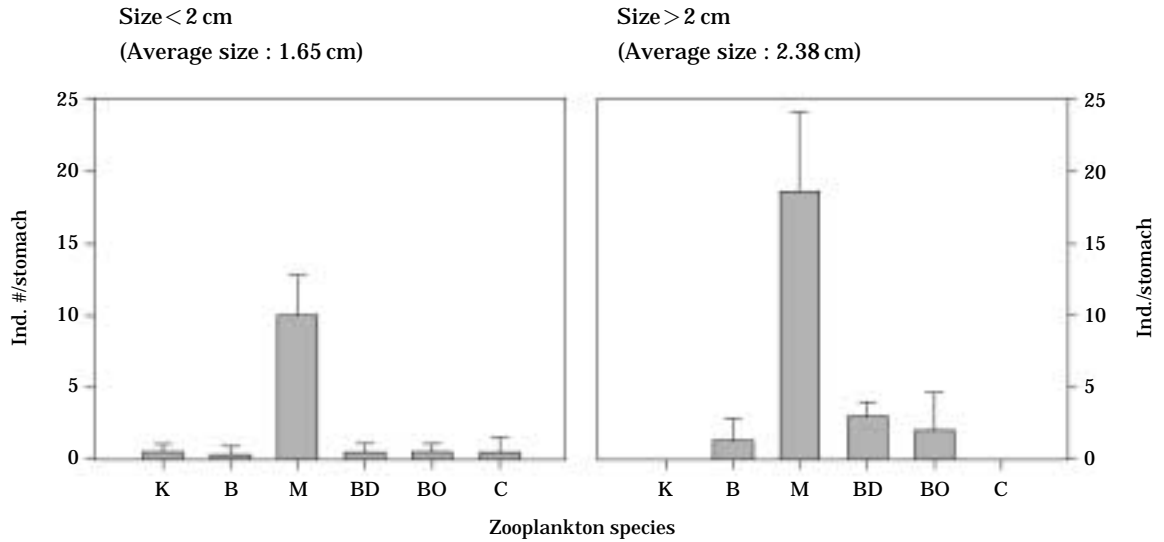 Size<2 cm
(Average size : 1.65 cm)
Size>2 cm
(Average size : 2.38 cm)
Ind. #/stomach
25
20
15
10
5
0
K B M BD BO C
K B M BD BO C
25
20
15
10
5
0
Ind./stomach
Zooplankton species